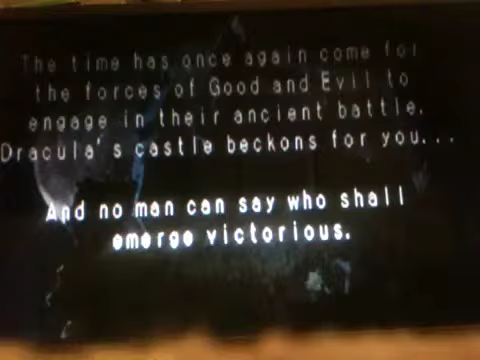 The time has once again come for
the forces of Good and Evil to
engage in their ancient battle.
Dracula's castle beckons for you...
And no man can say who shall
emerge victorious.